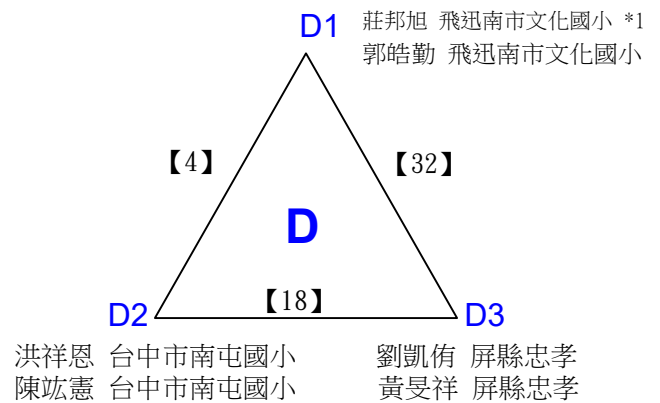 D1 莊邦旭 飛迅南市文化國小 *1
郭皓勤 飛迅南市文化國小
【4】 【32】
D
【18】
D2 D3
洪祥恩 台中市南屯國小 劉凱侑 屏縣忠孝
陳竑憲 台中市南屯國小 黃旻祥 屏縣忠孝